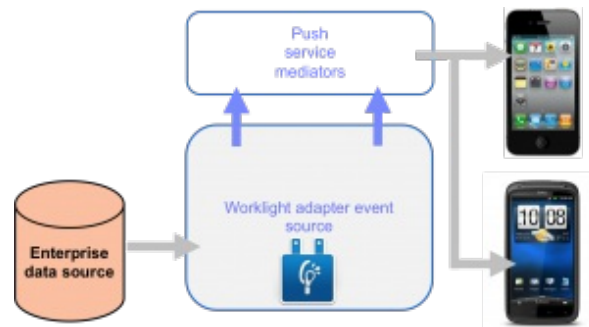 Push
service
mediators
Worklight adapter event
source
Enterprise
data source
10 08